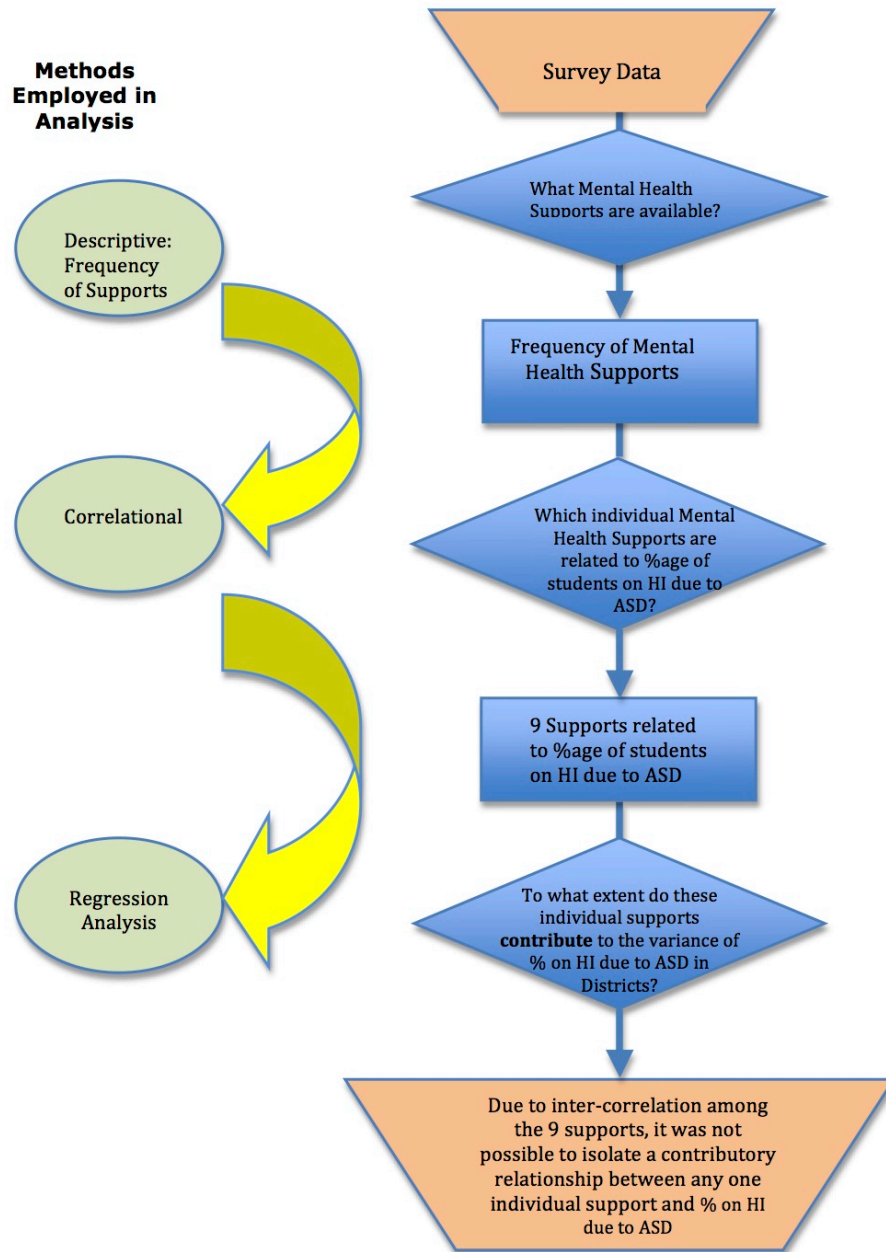 Methods
Employed in
Analysis
Descriptive:
Frequency
of Supports
Correlational
Regression
Analysis
Survey Data
What Mental Health
Supports are available?
Frequency of Mental
Health Supports
Which individual Mental
Health Supports are
related to %age of
students on HI due to
ASD?
9 Supports related
to %age of students
on HI due to ASD
To what extent do these
individual supports
contribute to the variance of
% on HI due to ASD in
Districts?
Due to inter-correlation among
the 9 supports, it was not
possible to isolate a contributory
relationship between any one
individual support and % on HI
due to ASD